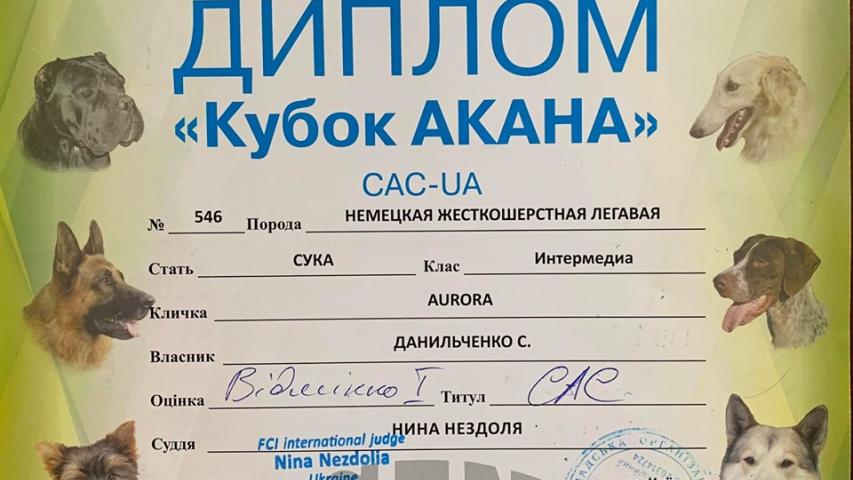 ДИПЛОМ
«Кубок АКАНА»
CAC-UA
№ 546 Порода НЕМЕЦКАЯ ЖЕСТКОШЕРСТНАЯ ЛЕГАВАЯ
Стать СУКА Клас Интермедиа
Кличка AURORA
Власник ДАНИЛЬЧЕНКО С.
Оцінка Відмінно I Титул САС
Суддя НИНА НЕЗДОЛЯ
FCI international judge
Nina Nezdolia
Ukraine